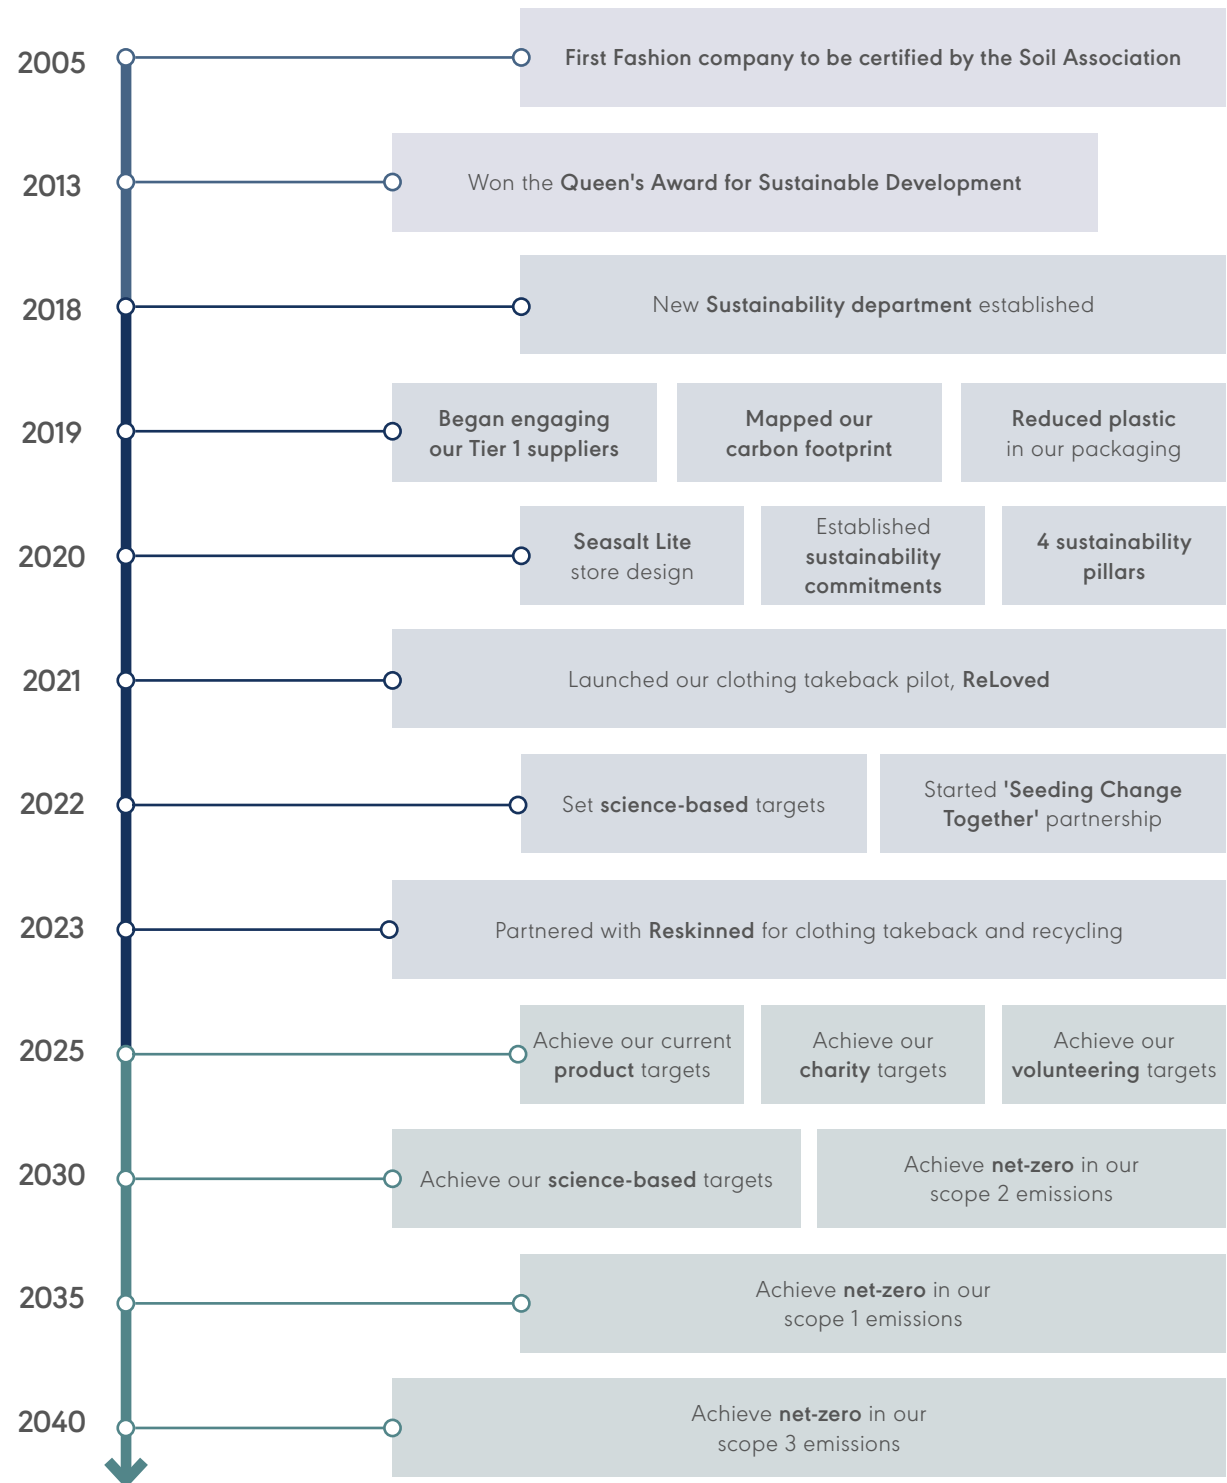 2005
First Fashion company to be certified by the Soil Association
2013
Won the Queen's Award for Sustainable Development
2018
New Sustainability department established
2019
Began engaging
our Tier 1 suppliers
Mapped our
carbon footprint
Reduced plastic
in our packaging
2020
Seasalt Lite
store design
Established
sustainability
commitments
4 sustainability
pillars
2021
Launched our clothing takeback pilot, ReLoved
2022
Set science-based targets
Started 'Seeding Change
Together' partnership
2023
Partnered with Reskinned for clothing takeback and recycling
2025
Achieve our current
product targets
Achieve our
charity targets
Achieve our
volunteering targets
2030
Achieve our science-based targets
Achieve net-zero in our
scope 2 emissions
2035
Achieve net-zero in our
scope 1 emissions
2040
Achieve net-zero in our
scope 3 emissions